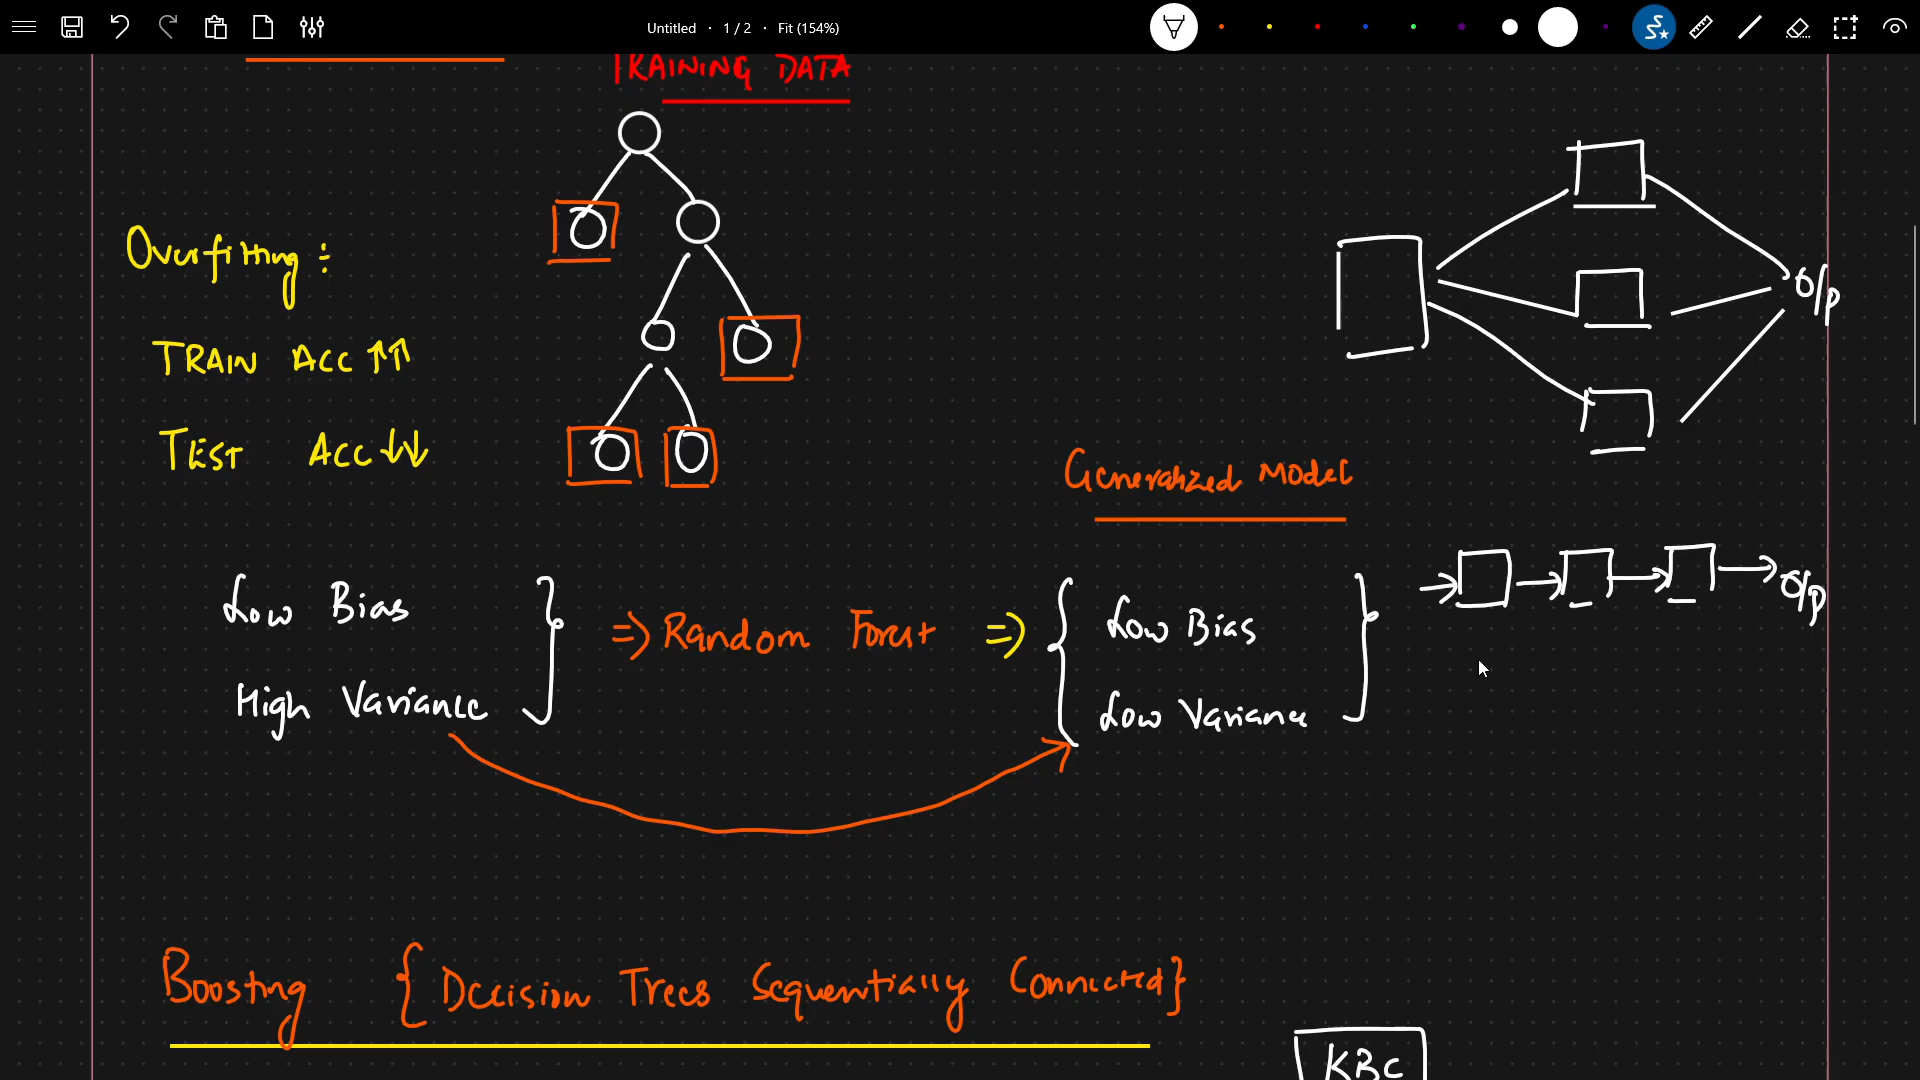 Untitled · 1 / 2 · Fit (154%)
TRAINING DATA
Overfitting :
TRAIN ACC ↑↑
TEST ACC ↓↓
O/p
Generalized Model
Low Bias
High Variance
⇒ Random Forest ⇒
Low Bias
Low Variance
O/p
Boosting { Decision Trees Sequentially Connected }
KBC